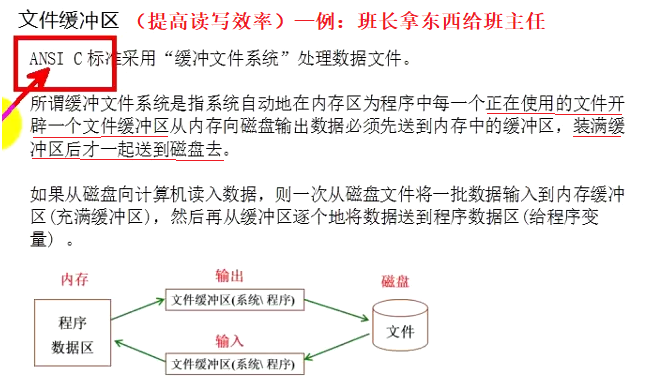 文件缓冲区（提高读写效率）—例：班长拿东西给班主任
ANSI C标准采用“缓冲文件系统”处理数据文件。
所谓缓冲文件系统是指系统自动地在内存区为程序中每一个正在使用的文件开
辟一个文件缓冲区从内存向磁盘输出数据必须先送到内存中的缓冲区，装满缓
冲区后才一起送到磁盘去。
如果从磁盘向计算机读入数据，则一次从磁盘文件将一批数据输入到内存缓冲
区(充满缓冲区)，然后再从缓冲区逐个地将数据送到程序数据区(给程序变
量) 。
内存
输出
磁盘
文件缓冲区(系统\程序)
程序
数据区
文件
输入
文件缓冲区(系统\程序)